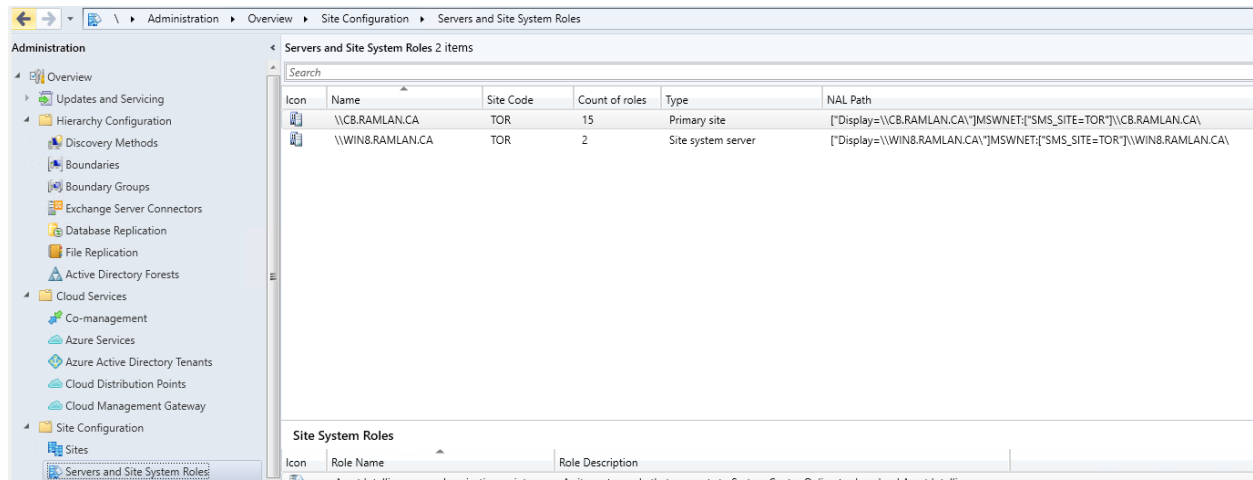 \ Administration Overview Site Configuration Servers and Site System Roles
Administration
Servers and Site System Roles 2 items
Search
Overview
Updates and Servicing
Hierarchy Configuration
Discovery Methods
Boundaries
Boundary Groups
Exchange Server Connectors
Database Replication
File Replication
Active Directory Forests
Cloud Services
Co-management
Azure Services
Azure Active Directory Tenants
Cloud Distribution Points
Cloud Management Gateway
Site Configuration
Sites
Servers and Site System Roles
Icon Name Site Code Count of roles Type NAL Path
\\CB.RAMLAN.CA TOR 15 Primary site ["Display=\\CB.RAMLAN.CA\"]MSWNET:["SMS_SITE=TOR"]\\CB.RAMLAN.CA\
\\WIN8.RAMLAN.CA TOR 2 Site system server ["Display=\\WIN8.RAMLAN.CA\"]MSWNET:["SMS_SITE=TOR"]\\WIN8.RAMLAN.CA\
Site System Roles
Icon Role Name Role Description